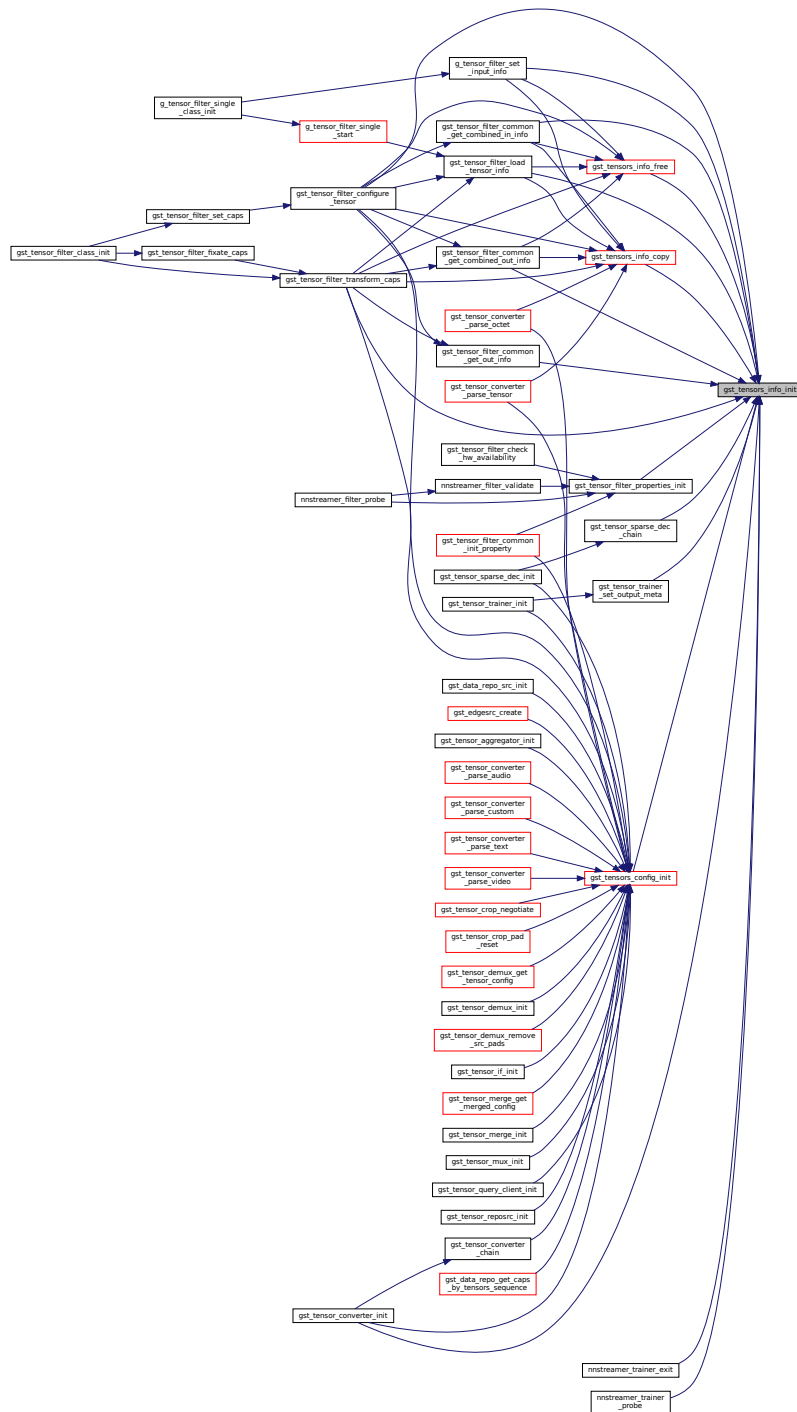 g_tensor_filter_set
_input_info
g_tensor_filter_single
_class_init
g_tensor_filter_single
_start
gst_tensor_filter_common
_get_combined_in_info
gst_tensor_filter_load
_tensor_info
gst_tensors_info_free
gst_tensor_filter_configure
_tensor
gst_tensor_filter_set_caps
gst_tensor_filter_class_init
gst_tensor_filter_fixate_caps
gst_tensor_filter_common
_get_combined_out_info
gst_tensors_info_copy
gst_tensor_filter_transform_caps
gst_tensor_converter
_parse_octet
gst_tensor_filter_common
_get_out_info
gst_tensor_converter
_parse_tensor
gst_tensors_info_init
gst_tensor_filter_check
_hw_availability
nnstreamer_filter_validate
gst_tensor_filter_properties_init
nnstreamer_filter_probe
gst_tensor_sparse_dec
_chain
gst_tensor_filter_common
_init_property
gst_tensor_sparse_dec_init
gst_tensor_trainer
_set_output_meta
gst_tensor_trainer_init
gst_data_repo_src_init
gst_edgesrc_create
gst_tensor_aggregator_init
gst_tensor_converter
_parse_audio
gst_tensor_converter
_parse_custom
gst_tensor_converter
_parse_text
gst_tensor_converter
_parse_video
gst_tensors_config_init
gst_tensor_crop_negotiate
gst_tensor_crop_pad
_reset
gst_tensor_demux_get
_tensor_config
gst_tensor_demux_init
gst_tensor_demux_remove
_src_pads
gst_tensor_if_init
gst_tensor_merge_get
_merged_config
gst_tensor_merge_init
gst_tensor_mux_init
gst_tensor_query_client_init
gst_tensor_reposrc_init
gst_tensor_converter
_chain
gst_data_repo_get_caps
_by_tensors_sequence
gst_tensor_converter_init
nnstreamer_trainer_exit
nnstreamer_trainer
_probe